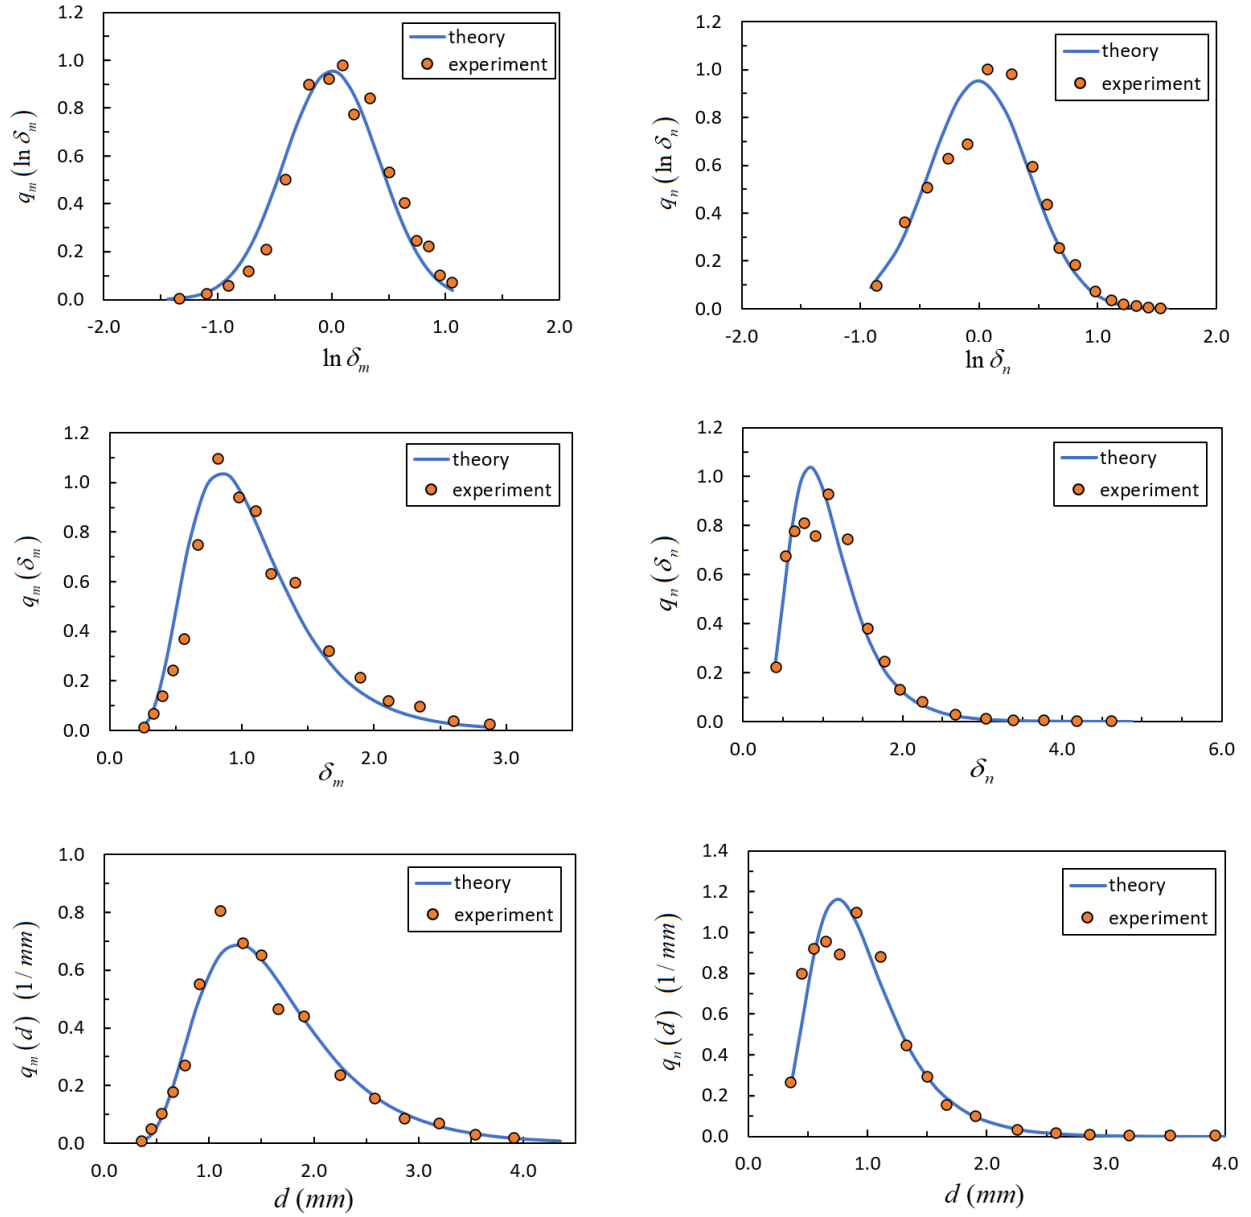 1.2
1.0
0.8
0.6
0.4
0.2
0.0
-2.0 -1.0 0.0 1.0 2.0
q_m (ln δ_m)
ln δ_m
theory
experiment
1.2
1.0
0.8
0.6
0.4
0.2
0.0
-2.0 -1.0 0.0 1.0 2.0
q_n (ln δ_n)
ln δ_n
theory
experiment
1.2
1.0
0.8
0.6
0.4
0.2
0.0
0.0 1.0 2.0 3.0
q_m (δ_m)
δ_m
theory
experiment
1.2
1.0
0.8
0.6
0.4
0.2
0.0
0.0 2.0 4.0 6.0
q_n (δ_n)
δ_n
theory
experiment
1.0
0.8
0.6
0.4
0.2
0.0
0.0 1.0 2.0 3.0 4.0
q_m (d) (1/mm)
d (mm)
theory
experiment
1.4
1.2
1.0
0.8
0.6
0.4
0.2
0.0
0.0 1.0 2.0 3.0 4.0
q_n (d) (1/mm)
d (mm)
theory
experiment